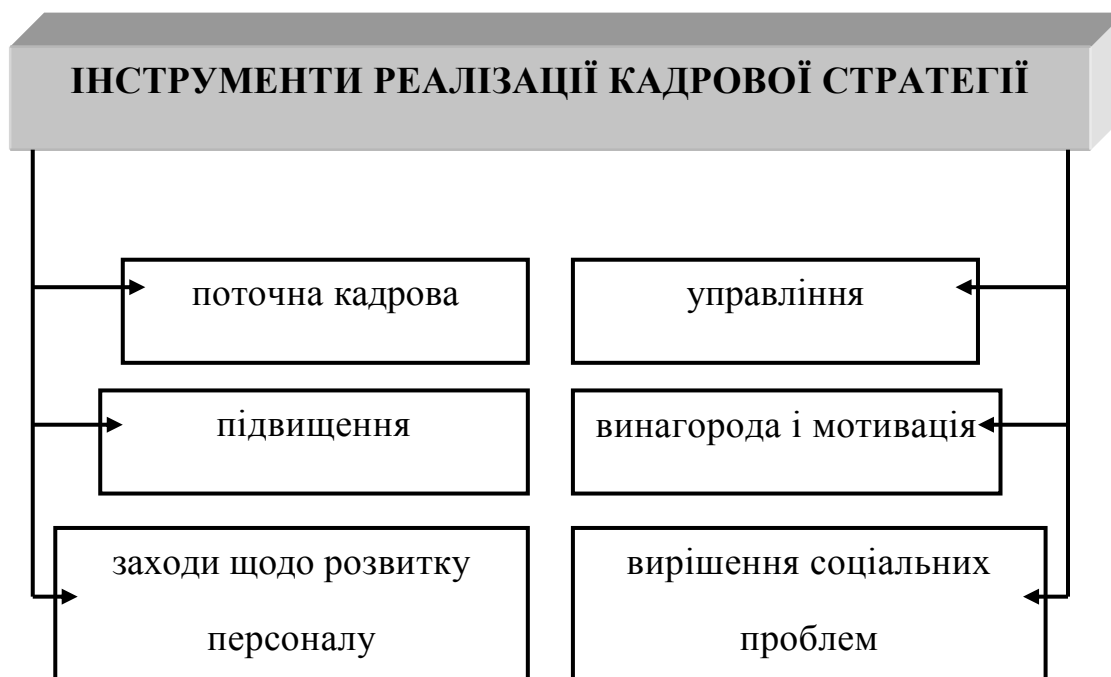 ІНСТРУМЕНТИ РЕАЛІЗАЦІЇ КАДРОВОЇ СТРАТЕГІЇ
поточна кадрова
управління
підвищення
винагорода і мотивація
заходи щодо розвитку
персоналу
вирішення соціальних
проблем